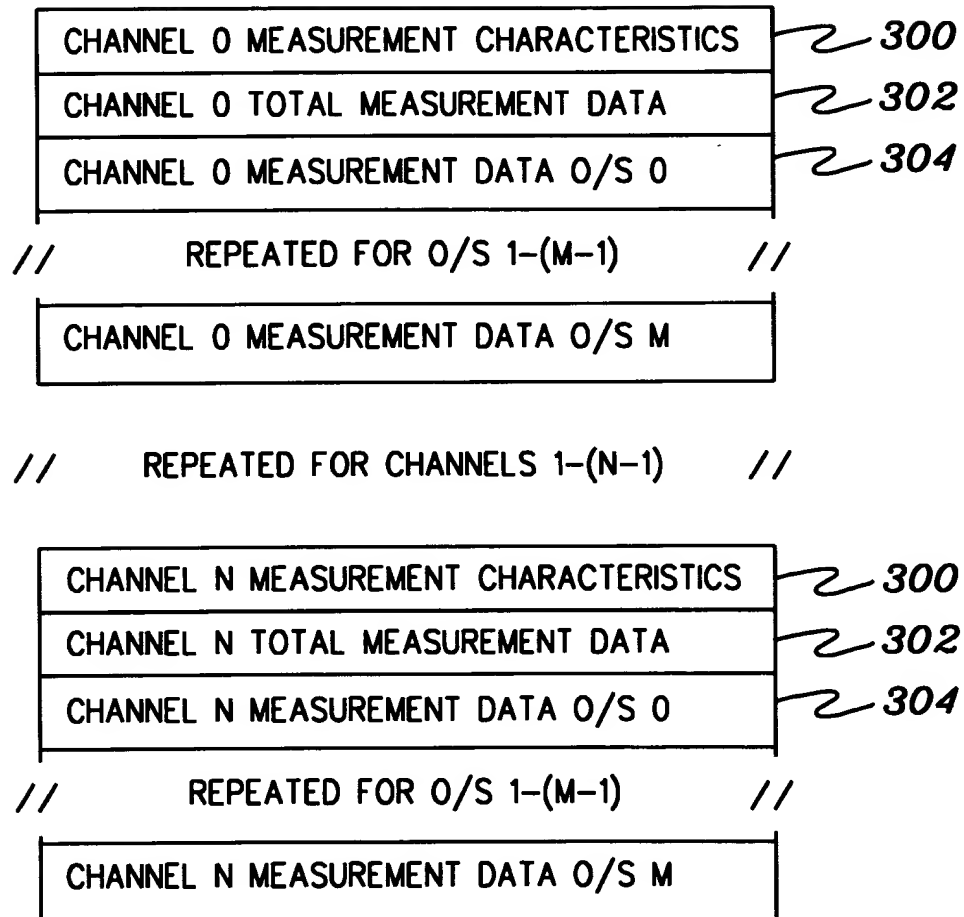 CHANNEL 0 MEASUREMENT CHARACTERISTICS 300
CHANNEL 0 TOTAL MEASUREMENT DATA 302
CHANNEL 0 MEASUREMENT DATA O/S 0 304
// REPEATED FOR O/S 1-(M-1) //
CHANNEL 0 MEASUREMENT DATA O/S M
// REPEATED FOR CHANNELS 1-(N-1) //
CHANNEL N MEASUREMENT CHARACTERISTICS 300
CHANNEL N TOTAL MEASUREMENT DATA 302
CHANNEL N MEASUREMENT DATA O/S 0 304
// REPEATED FOR O/S 1-(M-1) //
CHANNEL N MEASUREMENT DATA O/S M